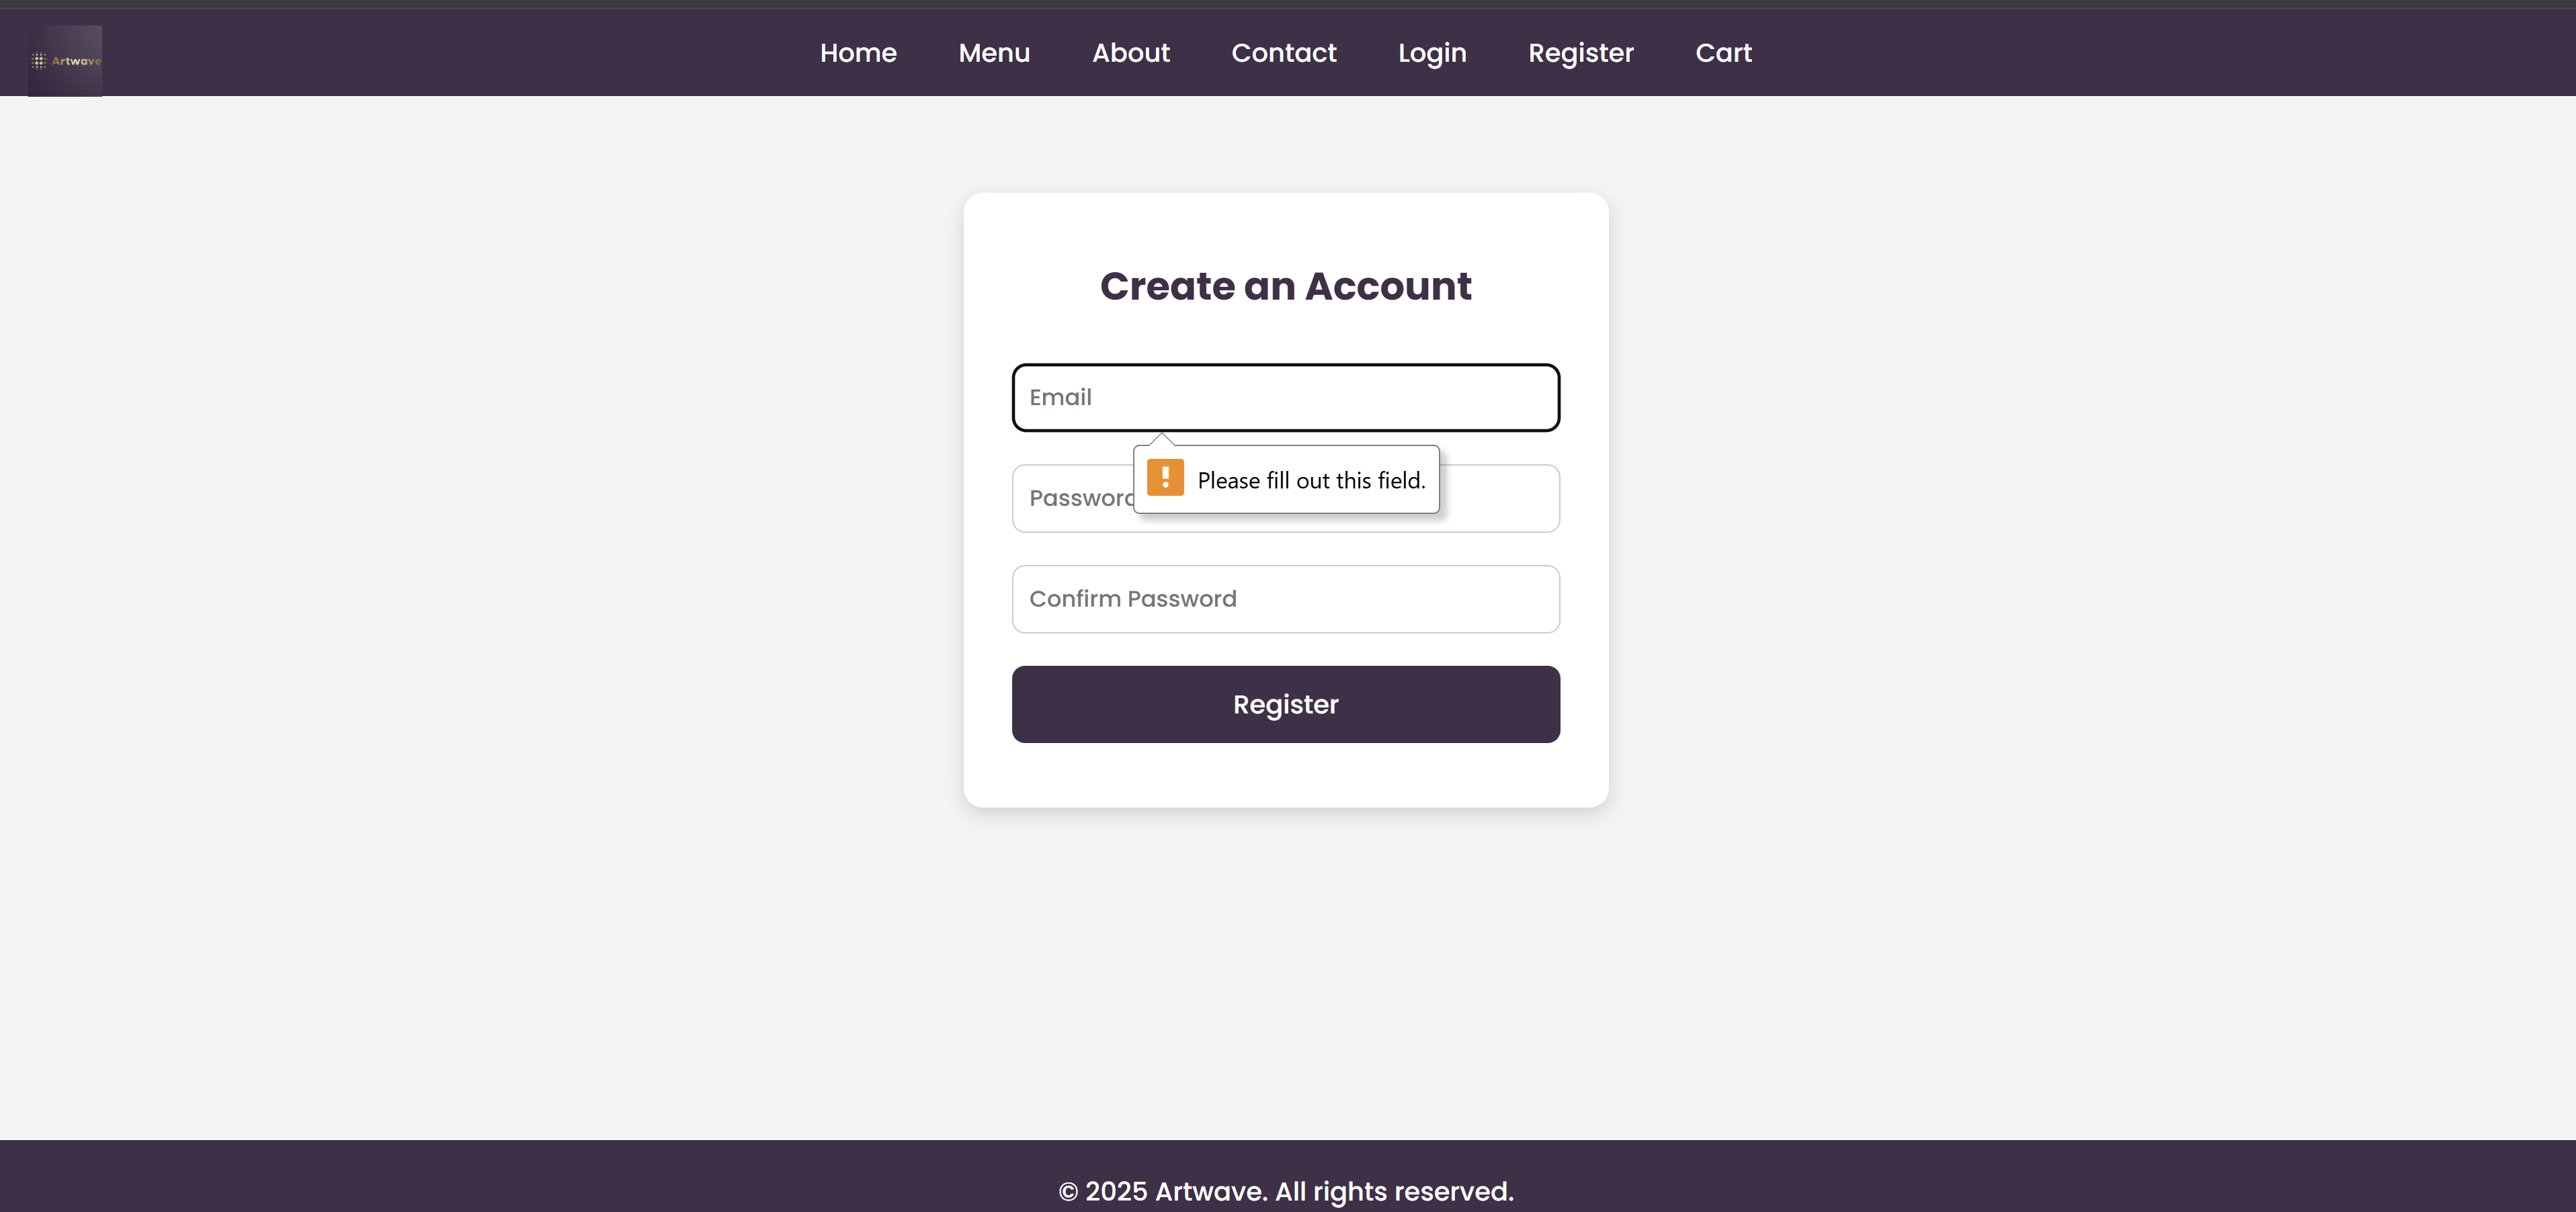 Artwave
Home Menu About Contact Login Register Cart
Create an Account
Email
Please fill out this field.
Password
Confirm Password
Register
© 2025 Artwave. All rights reserved.